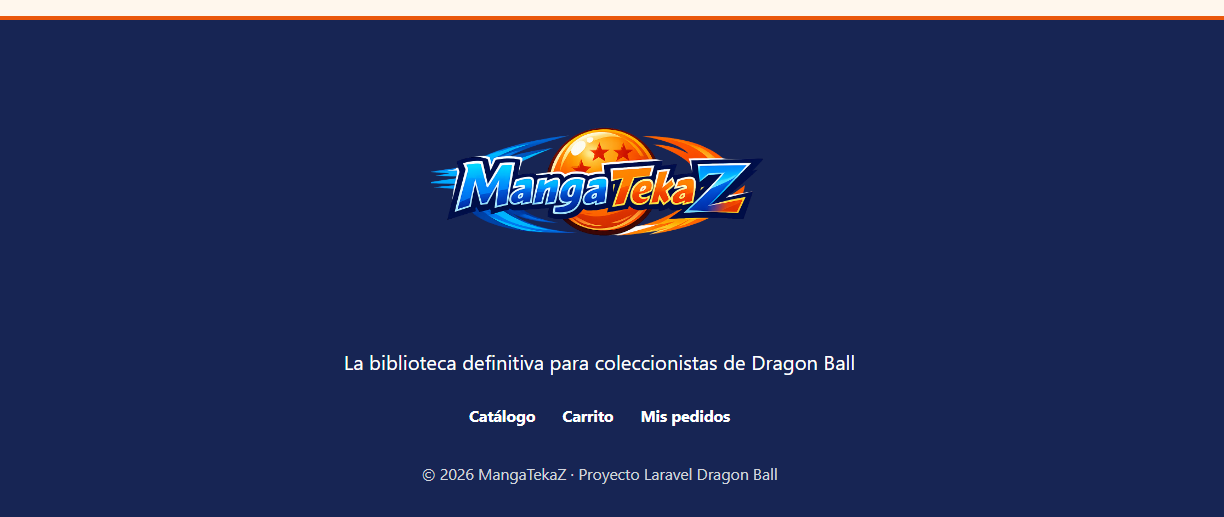 MangaTekaZ
La biblioteca definitiva para coleccionistas de Dragon Ball
Catálogo Carrito Mis pedidos
© 2026 MangaTekaZ · Proyecto Laravel Dragon Ball